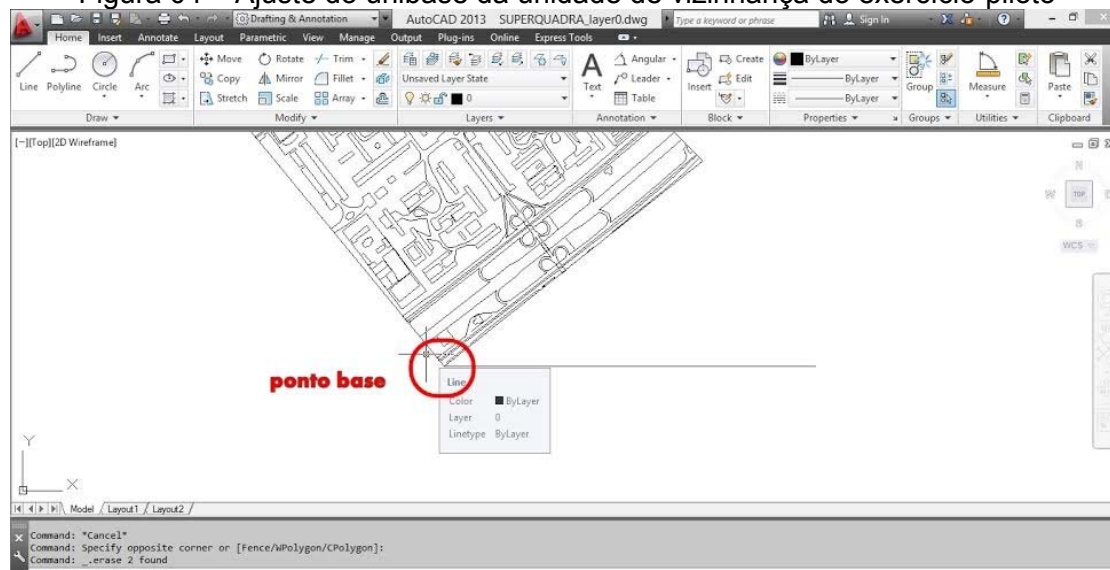 Figura 64 – Ajuste do unibase da unidade de vizinhança do exercício piloto
Drafting & Annotation AutoCAD 2013 SUPERQUADRA_layer0.dwg Type a keyword or phrase Sign In
Home Insert Annotate Layout Parametric View Manage Output Plug-ins Online Express Tools
Move Rotate Trim Angular Create ByLayer
Copy Mirror Fillet Unsaved Layer State Leader Edit ByLayer
Line Polyline Circle Arc Text Insert Group Measure Paste
Stretch Scale Array 0 Table ByLayer
Draw Modify Layers Annotation Block Properties Groups Utilities Clipboard
[–][Top][2D Wireframe]
N
W TOP
S
WCS
ponto base
Line
Color ByLayer
Layer 0
Linetype ByLayer
Y
X
Model Layout1 Layout2
Command: *Cancel*
Command: Specify opposite corner or [Fence/WPolygon/CPolygon]:
Command: _.erase 2 found